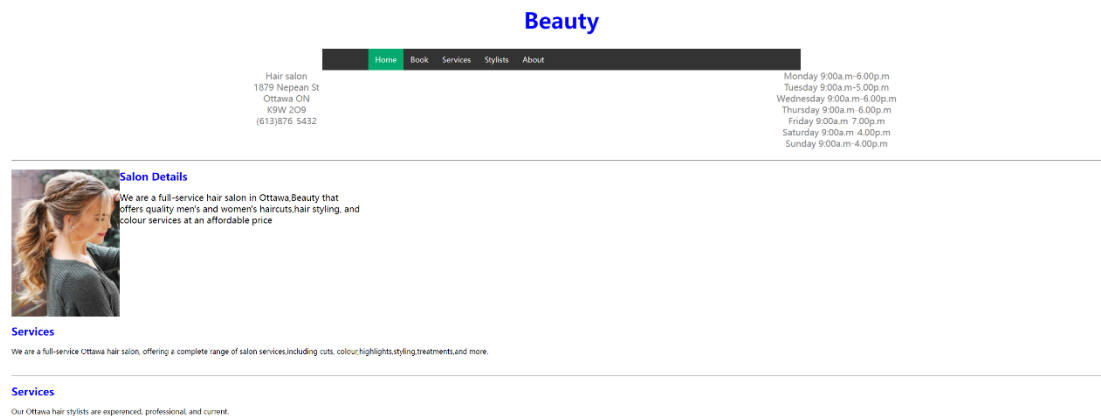 Beauty
Home Book Services Stylists About
Hair salon
1879 Nepean St
Ottawa ON
K9W 2O9
(613)876-5432
Monday 9:00a.m-6.00p.m
Tuesday 9:00a.m-5.00p.m
Wednesday 9:00a.m-6.00p.m
Thursday 9:00a.m-6.00p.m
Friday 9:00a.m-7.00p.m
Saturday 9:00a.m-4.00p.m
Sunday 9:00a.m-4.00p.m
Salon Details
We are a full-service hair salon in Ottawa,Beauty that
offers quality men's and women's haircuts,hair styling, and
colour services at an affordable price
Services
We are a full-service Ottawa hair salon, offering a complete range of salon services,including cuts, colour,highlights,styling,treatments,and more.
Services
Our Ottawa hair stylists are experenced, professional, and current.